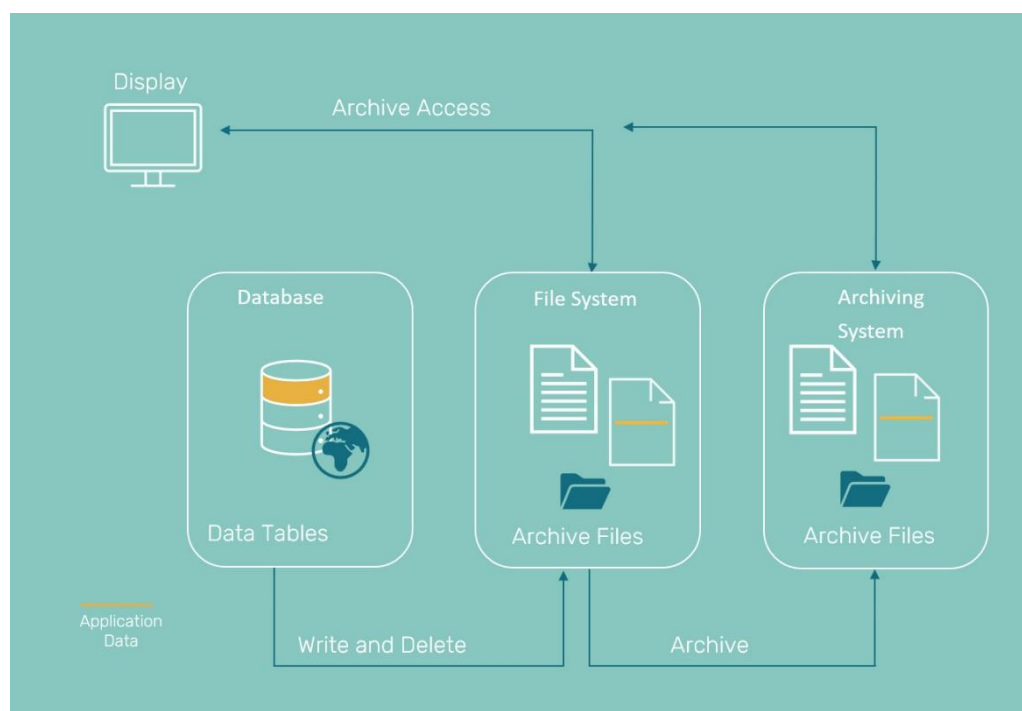 Display
Archive Access
Database
File System
Archiving
System
Data Tables
Archive Files
Archive Files
Application
Data
Write and Delete
Archive